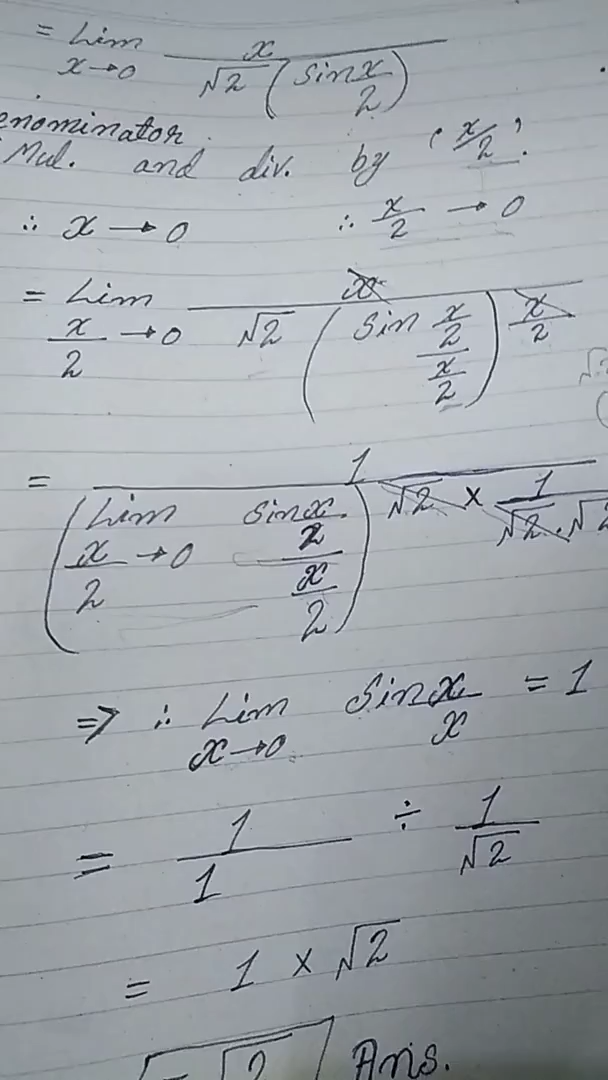 = Lim x→0 x / √2 (sin x/2)
enominator.
Mul. and div. by 'x/2'.
∴ x → 0 ∴ x/2 → 0
= Lim x/2 → 0 x / √2 (sin x/2 / x/2) x/2
= 1 / (Lim x/2 → 0 sin x/2 / x/2) √2 × 1/√2.√2
=> ∴ Lim x→0 sin x / x = 1
= 1/1 ÷ 1/√2
= 1 × √2
= √2 Ans.